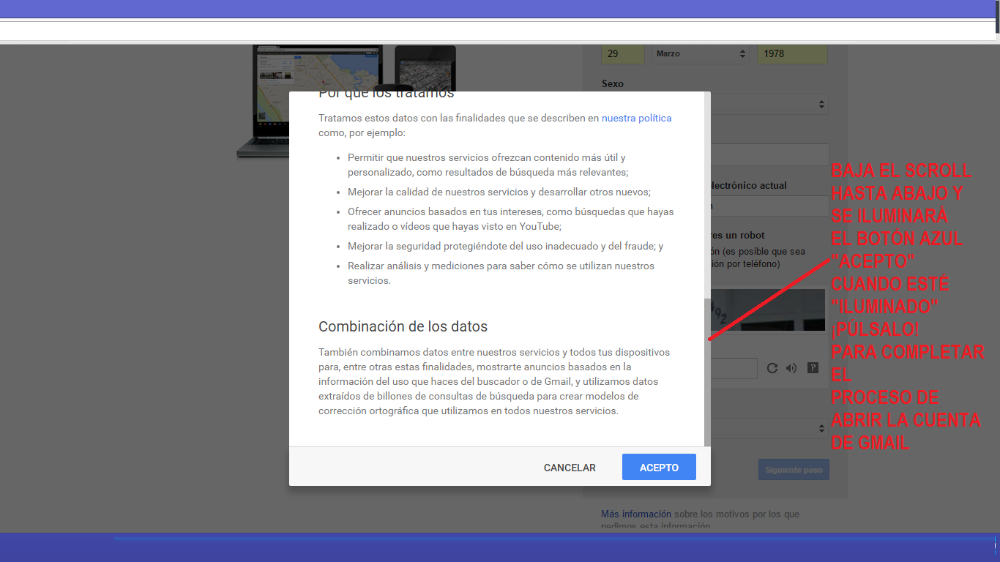 29
Marzo
1978
Sexo
Por qué los tratamos
Tratamos estos datos con las finalidades que se describen en nuestra política
como, por ejemplo:
• Permitir que nuestros servicios ofrezcan contenido más útil y
personalizado, como resultados de búsqueda más relevantes;
• Mejorar la calidad de nuestros servicios y desarrollar otros nuevos;
• Ofrecer anuncios basados en tus intereses, como búsquedas que hayas
realizado o vídeos que hayas visto en YouTube;
• Mejorar la seguridad protegiéndote del uso inadecuado y del fraude; y
• Realizar análisis y mediciones para saber cómo se utilizan nuestros
servicios.
Combinación de los datos
También combinamos datos entre nuestros servicios y todos tus dispositivos
para, entre otras estas finalidades, mostrarte anuncios basados en la
información del uso que haces del buscador o de Gmail, y utilizamos datos
extraídos de billones de consultas de búsqueda para crear modelos de
corrección ortográfica que utilizamos en todos nuestros servicios.
CANCELAR
ACEPTO
lectrónico actual
res un robot
ón (es posible que sea
ión por teléfono)
92
?
Siguiente paso
Más información sobre los motivos por los que
pedimos esta información
BAJA EL SCROLL
HASTA ABAJO Y
SE ILUMINARÁ
EL BOTÓN AZUL
"ACEPTO"
CUANDO ESTÉ
"ILUMINADO"
¡PÚLSALO!
PARA COMPLETAR
EL
PROCESO DE
ABRIR LA CUENTA
DE GMAIL